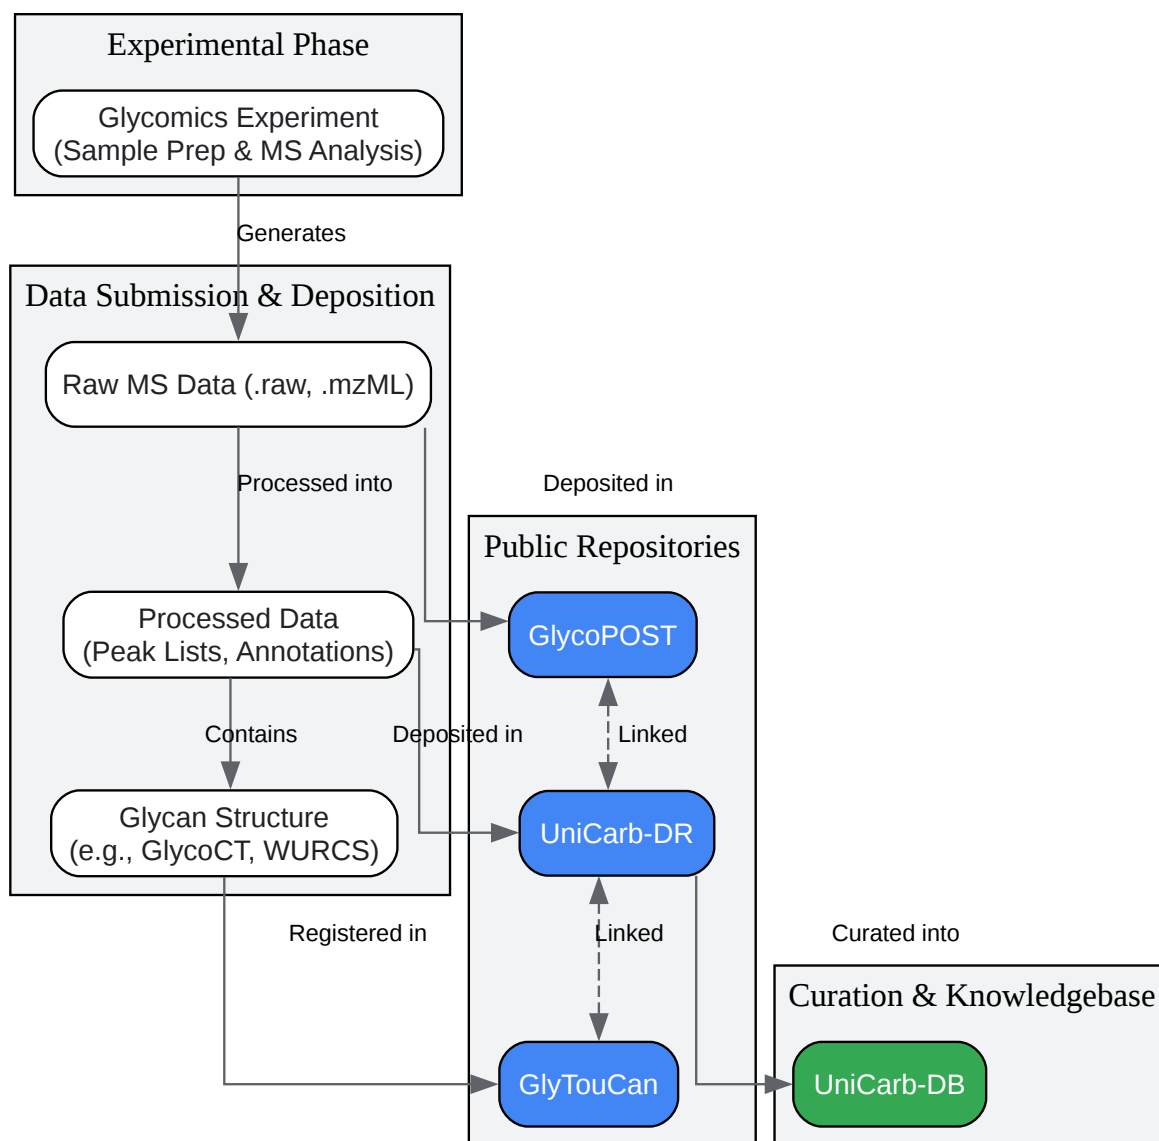 Experimental Phase
Glycomics Experiment
(Sample Prep & MS Analysis)
Generates
Data Submission & Deposition
Raw MS Data (.raw, .mzML)
Processed into
Deposited in
Public Repositories
Processed Data
(Peak Lists, Annotations)
GlycoPOST
Contains
Deposited in
Linked
Glycan Structure
(e.g., GlycoCT, WURCS)
UniCarb-DR
Registered in
Linked
Curated into
Curation & Knowledgebase
GlyTouCan
UniCarb-DB